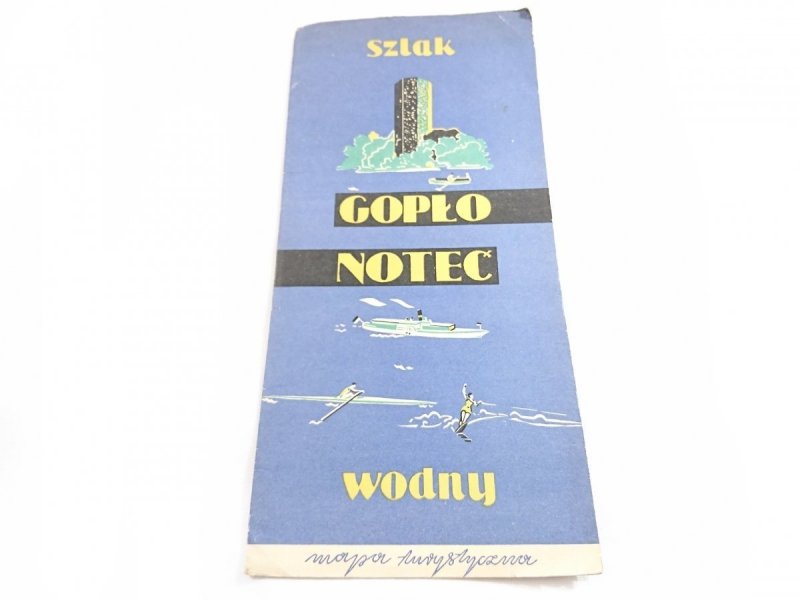 Szlak
GOPŁO
NOTEĆ
wodny
mapa turystyczna